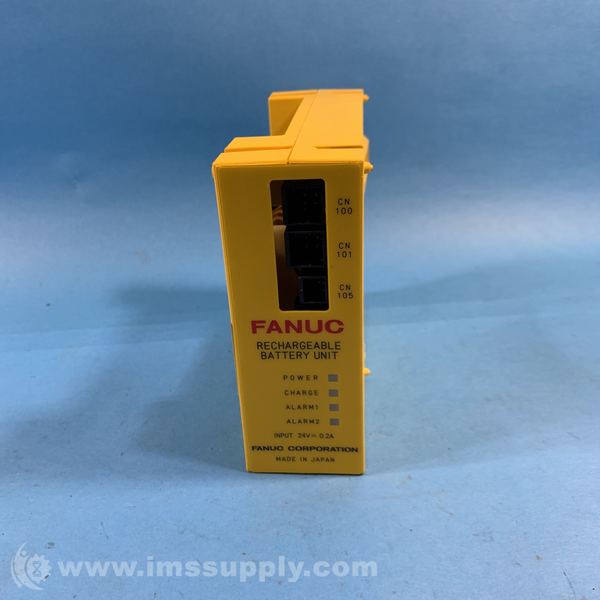 CN
100
CN
101
CN
105
FANUC
RECHARGEABLE
BATTERY UNIT
POWER
CHARGE
ALARM1
ALARM2
INPUT 24V⎓ 0.2A
FANUC CORPORATION
MADE IN JAPAN
www.imssupply.com